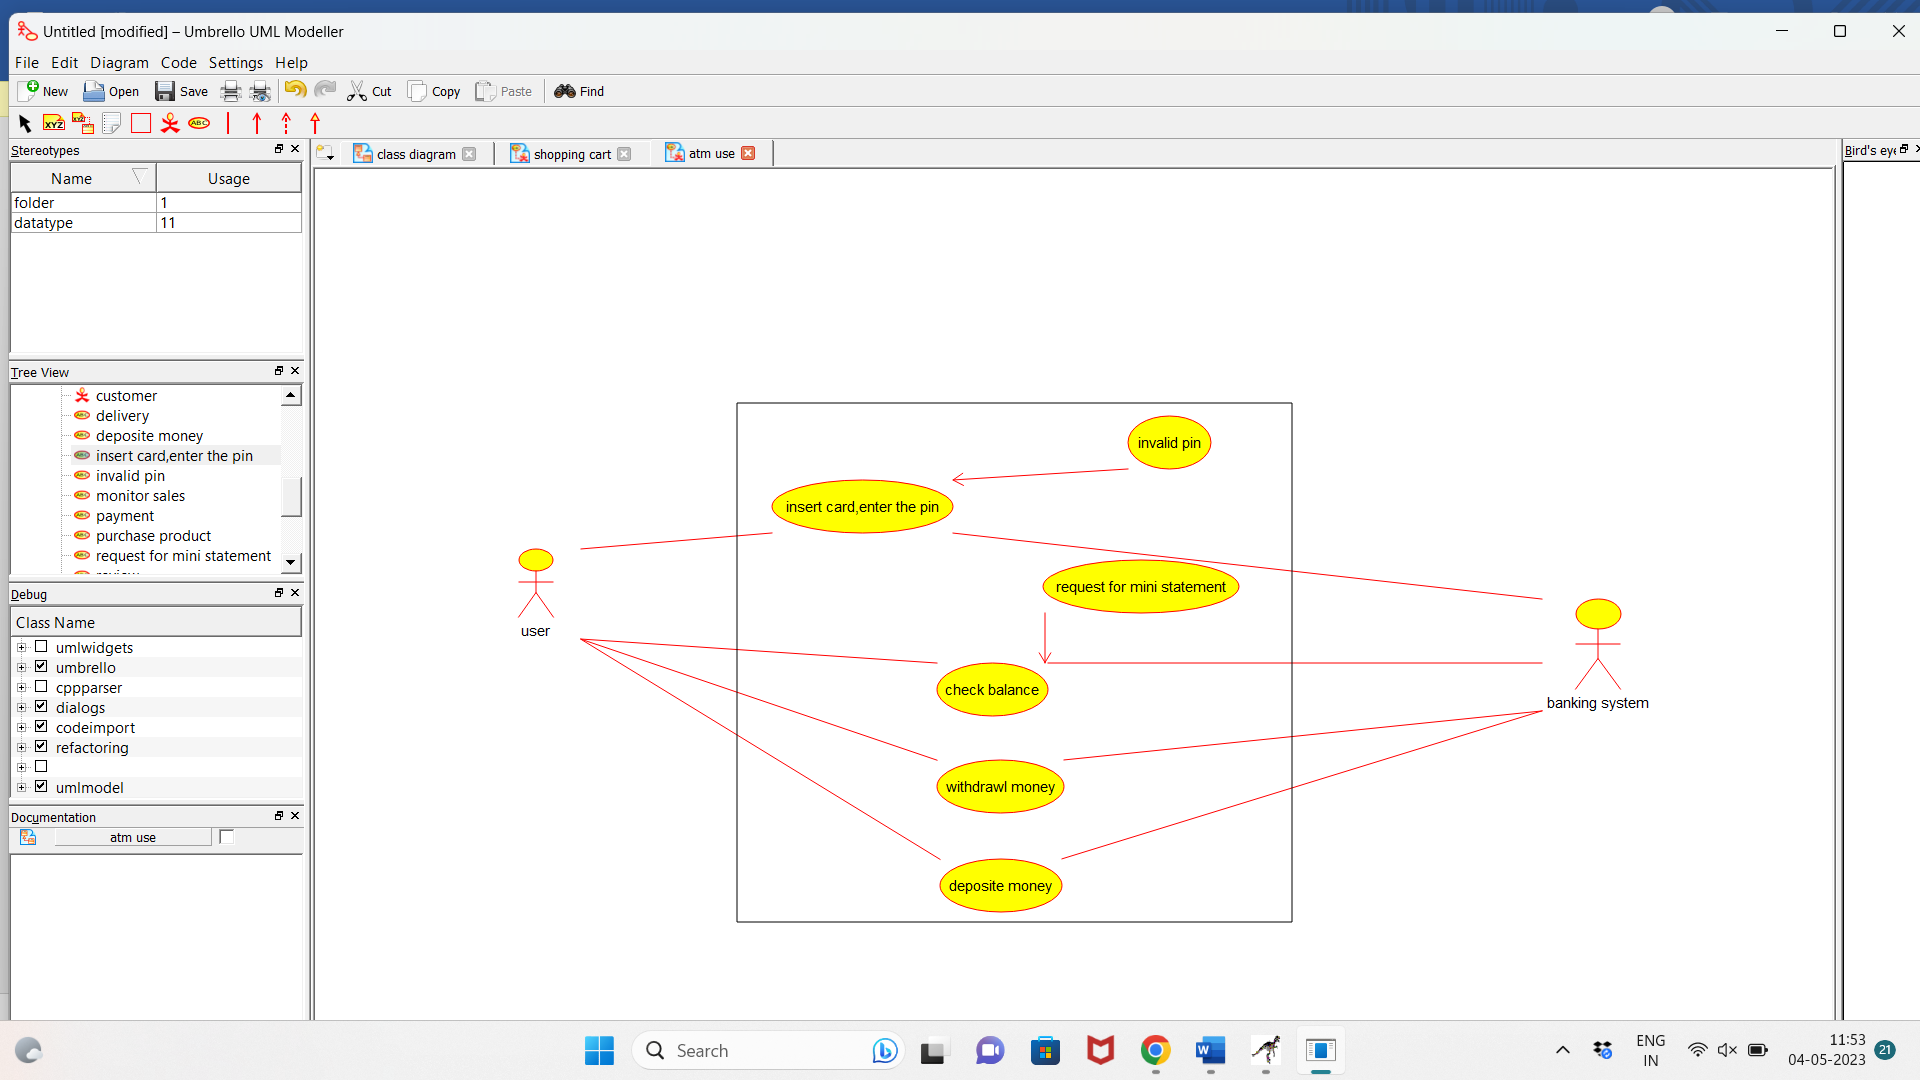 Untitled [modified] – Umbrello UML Modeller
File Edit Diagram Code Settings Help
New Open Save Cut Copy Paste Find
XYZ ABC
Stereotypes
class diagram shopping cart atm use
Bird's eye
Name Usage
folder 1
datatype 11
Tree View
customer
delivery
deposite money
insert card,enter the pin
invalid pin
monitor sales
payment
purchase product
request for mini statement
Debug
Class Name
umlwidgets
umbrello
cppparser
dialogs
codeimport
refactoring
umlmodel
Documentation
atm use
invalid pin
insert card,enter the pin
request for mini statement
user
check balance
banking system
withdrawl money
deposite money
Search
ENG
IN
11:53
04-05-2023
21